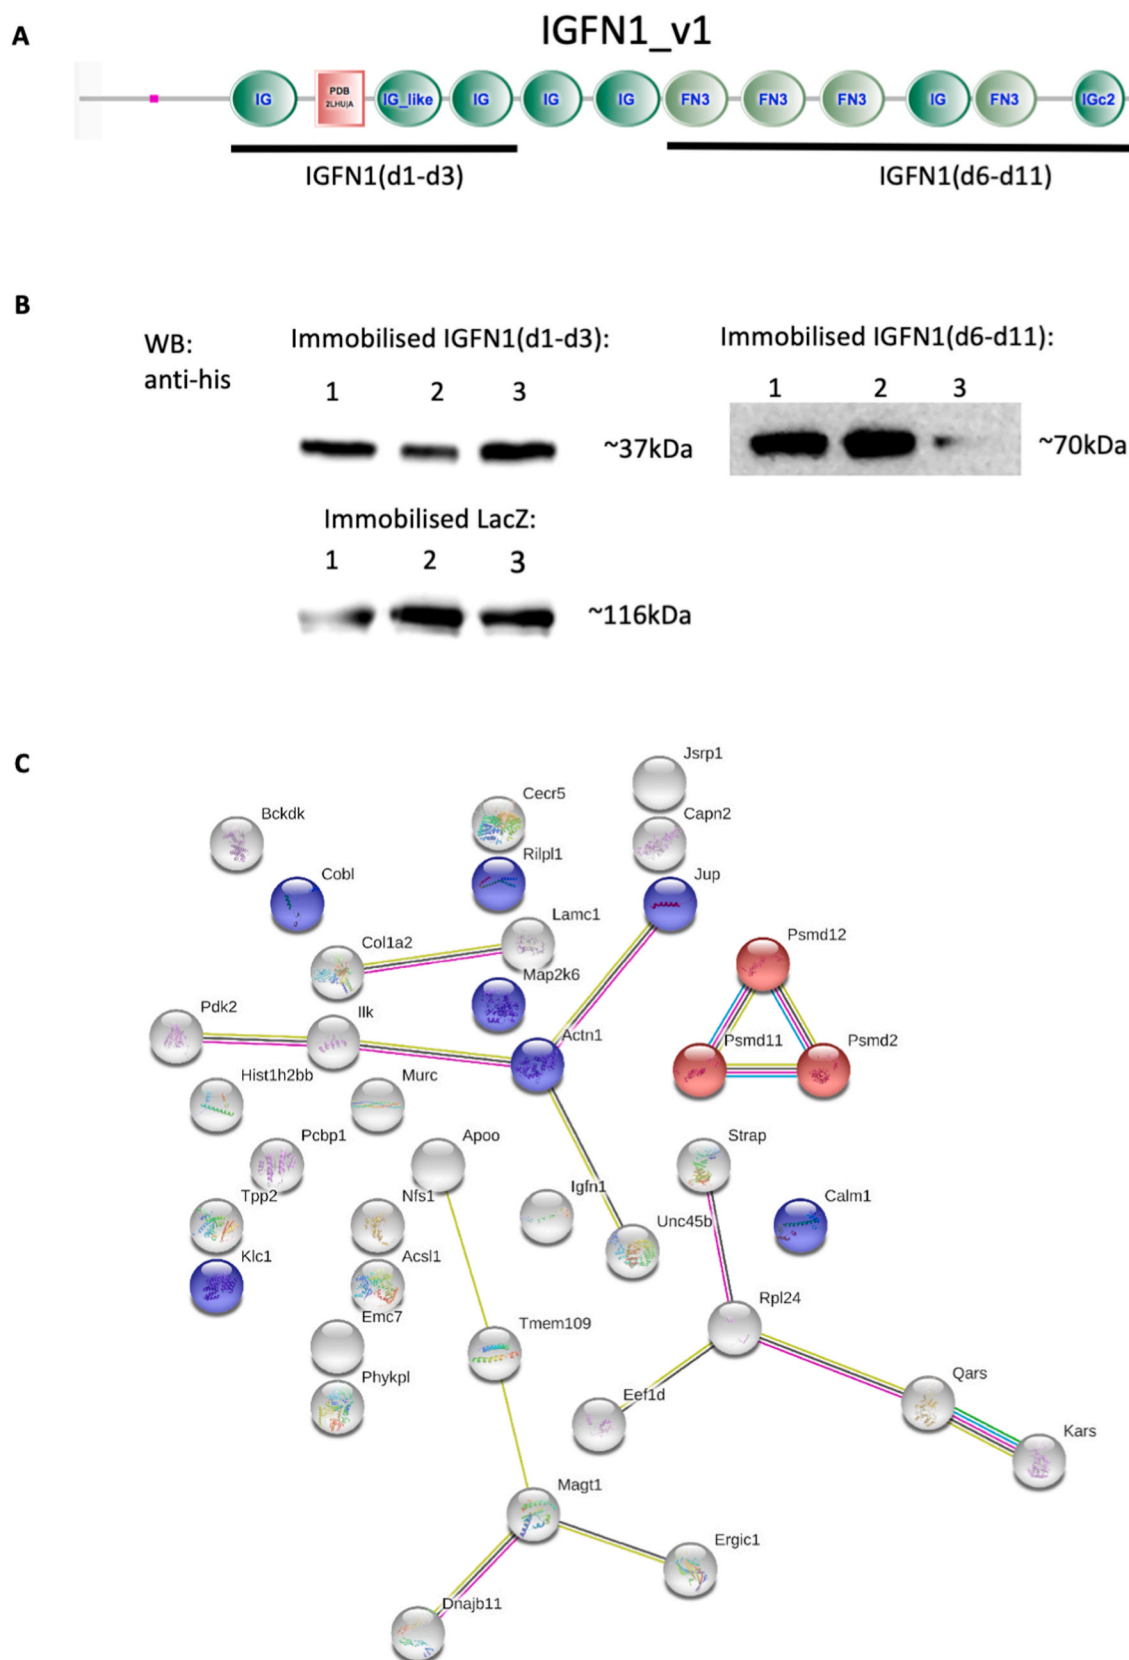 A
IGFN1_v1
IG PDB 2LHU|A IG_like IG IG IG FN3 FN3 FN3 IG FN3 IGc2
IGFN1(d1-d3) IGFN1(d6-d11)
B
WB:
anti-his
Immobilised IGFN1(d1-d3):
1 2 3
~37kDa
Immobilised IGFN1(d6-d11):
1 2 3
~70kDa
Immobilised LacZ:
1 2 3
~116kDa
C
Jsrp1
Cecr5
Capn2
Bckdk
Rilpl1
Cobl
Jup
Lamc1
Col1a2
Psmd12
Map2k6
Pdk2
Ilk
Actn1
Psmd11
Psmd2
Hist1h2bb
Murc
Pcbp1
Apoo
Strap
Tpp2
Nfs1
Igfn1
Calm1
Unc45b
Klc1
Acsl1
Rpl24
Emc7
Tmem109
Phykpl
Qars
Eef1d
Kars
Magt1
Ergic1
Dnajb11